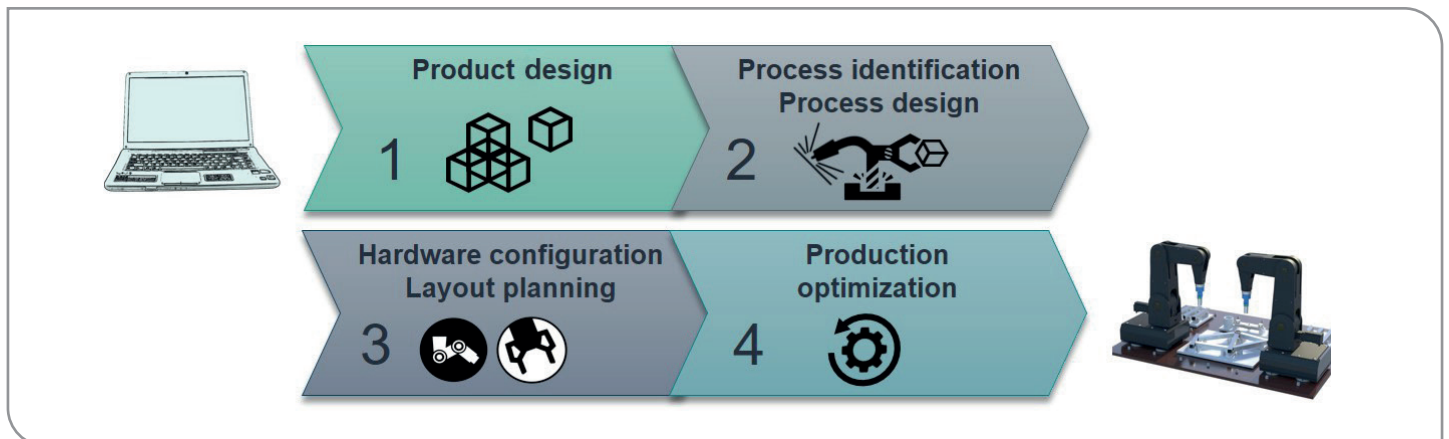 Product design
1
Process identification
Process design
2
Hardware configuration
Layout planning
3
Production
optimization
4